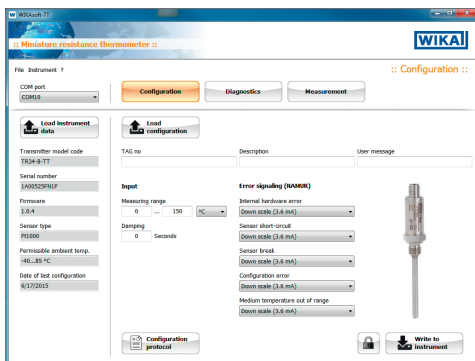 WIKAsoft-TT
:: Miniature resistance thermometer ::
WIKA
File Instrument ?
:: Configuration ::
COM port
COM10
Configuration
Diagnostics
Measurement
Load instrument data
Load configuration
Transmitter model code
TR34-B-TT
Serial number
1A00525FN1P
Firmware
1.0.4
Sensor type
Pt1000
Permissible ambient temp.
-40...85 °C
Date of last configuration
6/17/2015
TAG no
Description
User message
Input
Measuring range
0 ... 150 °C
Damping
0 Seconds
Error signaling (NAMUR)
Internal hardware error
Down scale (3.6 mA)
Sensor short-circuit
Down scale (3.6 mA)
Sensor break
Down scale (3.6 mA)
Configuration error
Down scale (3.6 mA)
Medium temperature out of range
Down scale (3.6 mA)
Configuration protocol
Write to instrument